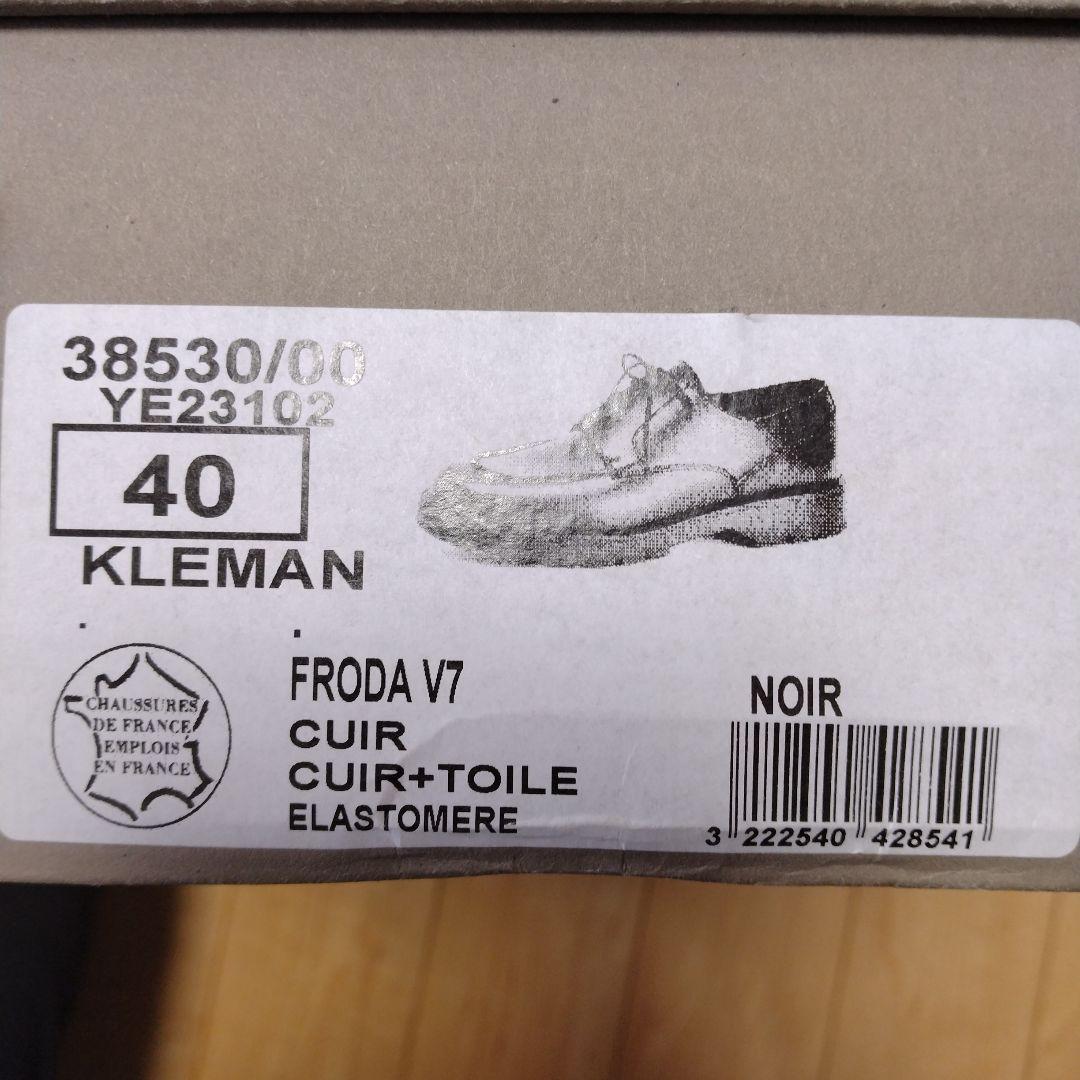 38530/00
YE23102
40
KLEMAN
CHAUSSURES
DE FRANCE
EMPLOIS
EN FRANCE
FRODA V7
CUIR
CUIR+TOILE
ELASTOMERE
NOIR
3 222540 428541